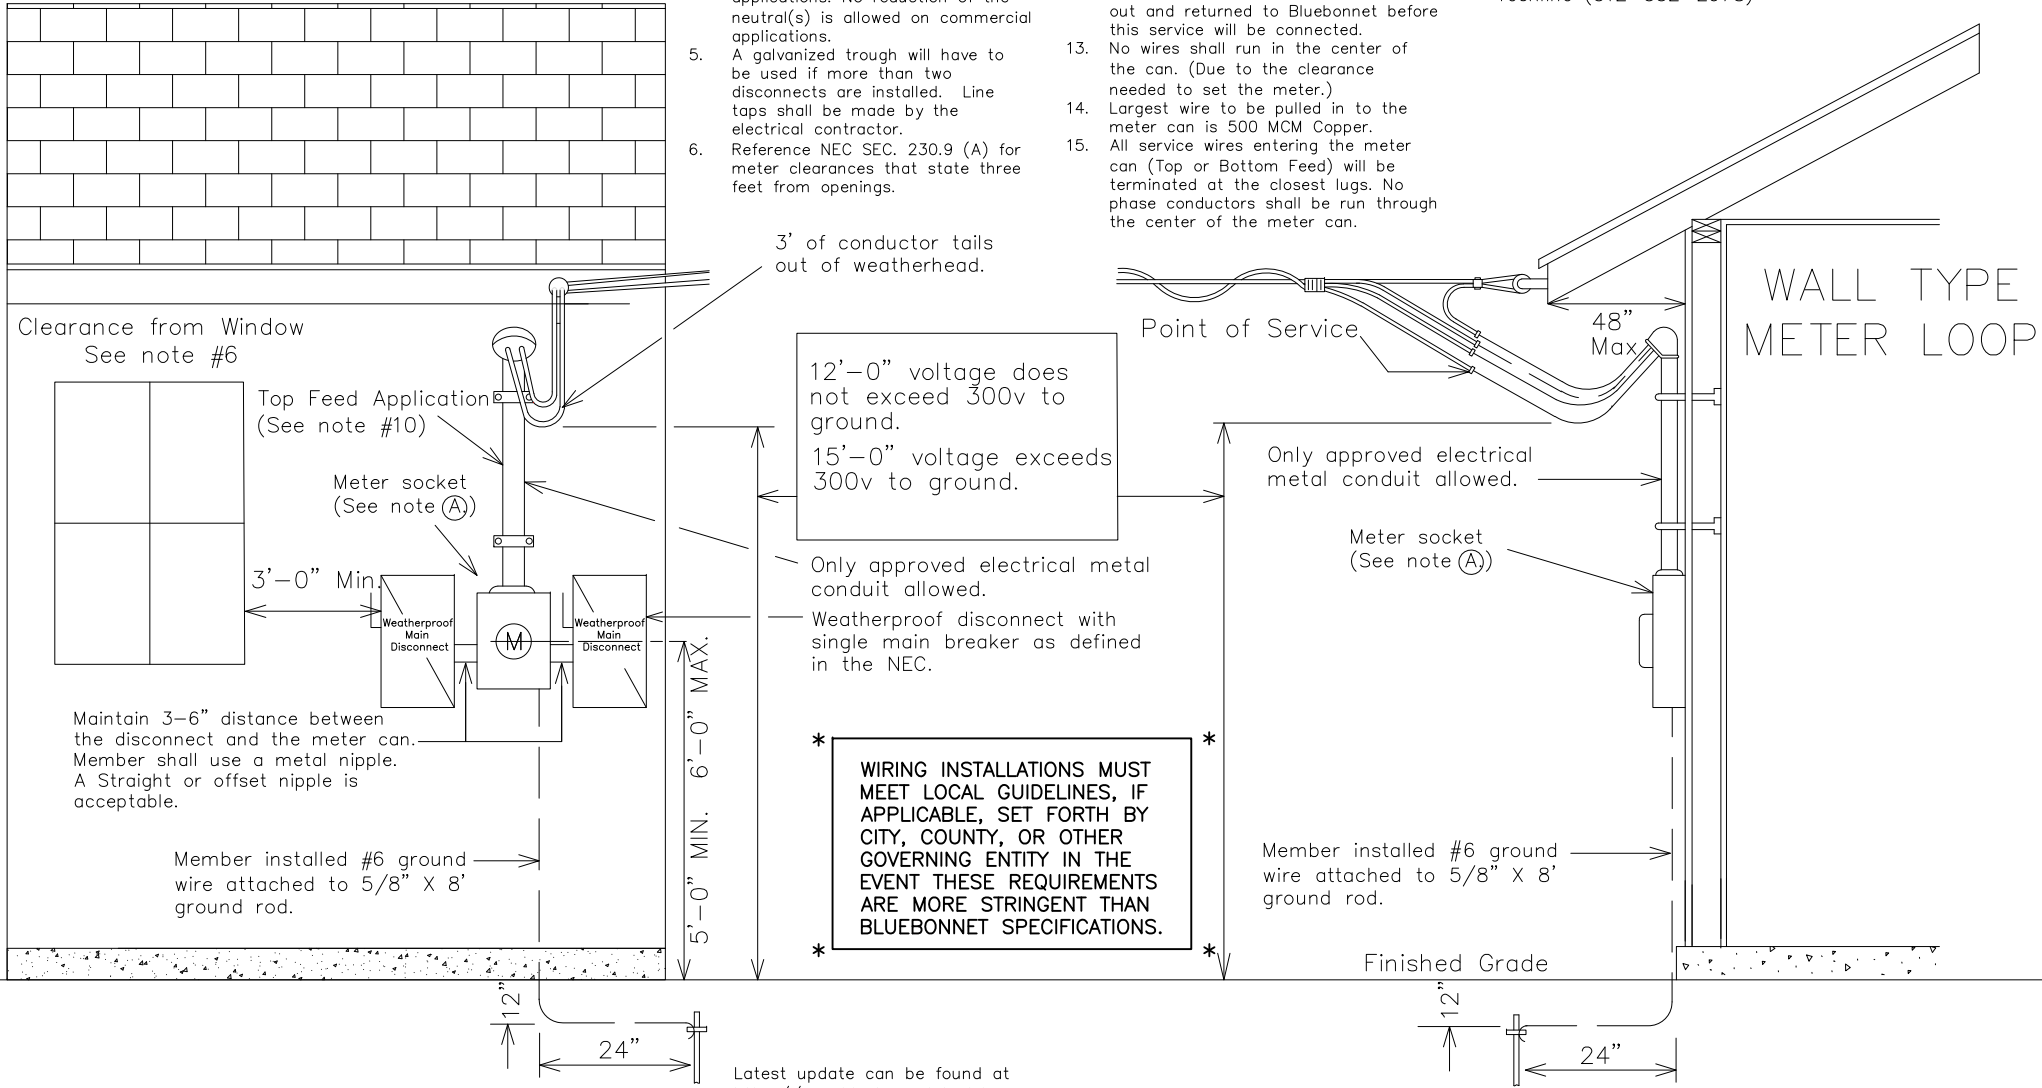 applications. No reduction of the
neutral(s) is allowed on commercial
applications.
5. A galvanized trough will have to
be used if more than two
disconnects are installed. Line
taps shall be made by the
electrical contractor.
6. Reference NEC SEC. 230.9 (A) for
meter clearances that state three
feet from openings.
out and returned to Bluebonnet before
this service will be connected.
13. No wires shall run in the center of
the can. (Due to the clearance
needed to set the meter.)
14. Largest wire to be pulled in to the
meter can is 500 MCM Copper.
15. All service wires entering the meter
can (Top or Bottom Feed) will be
terminated at the closest lugs. No
phase conductors shall be run through
the center of the meter can.
3' of conductor tails
out of weatherhead.
Clearance from Window
See note #6
Top Feed Application
(See note #10)
Meter socket
(See note A.)
3'-0" Min.
Weatherproof
Main
Disconnect
M
Weatherproof
Main
Disconnect
Maintain 3-6" distance between
the disconnect and the meter can.
Member shall use a metal nipple.
A Straight or offset nipple is
acceptable.
Member installed #6 ground
wire attached to 5/8" X 8'
ground rod.
5'-0" MIN. 6'-0" MAX.
12"
24"
12'-0" voltage does
not exceed 300v to
ground.
15'-0" voltage exceeds
300v to ground.
Only approved electrical metal
conduit allowed.
Weatherproof disconnect with
single main breaker as defined
in the NEC.
* *
WIRING INSTALLATIONS MUST
MEET LOCAL GUIDELINES, IF
APPLICABLE, SET FORTH BY
CITY, COUNTY, OR OTHER
GOVERNING ENTITY IN THE
EVENT THESE REQUIREMENTS
ARE MORE STRINGENT THAN
BLUEBONNET SPECIFICATIONS.
* *
Latest update can be found at
Point of Service
48"
Max.
WALL TYPE
METER LOOP
Only approved electrical
metal conduit allowed.
Meter socket
(See note A.)
Member installed #6 ground
wire attached to 5/8" X 8'
ground rod.
Finished Grade
12"
24"